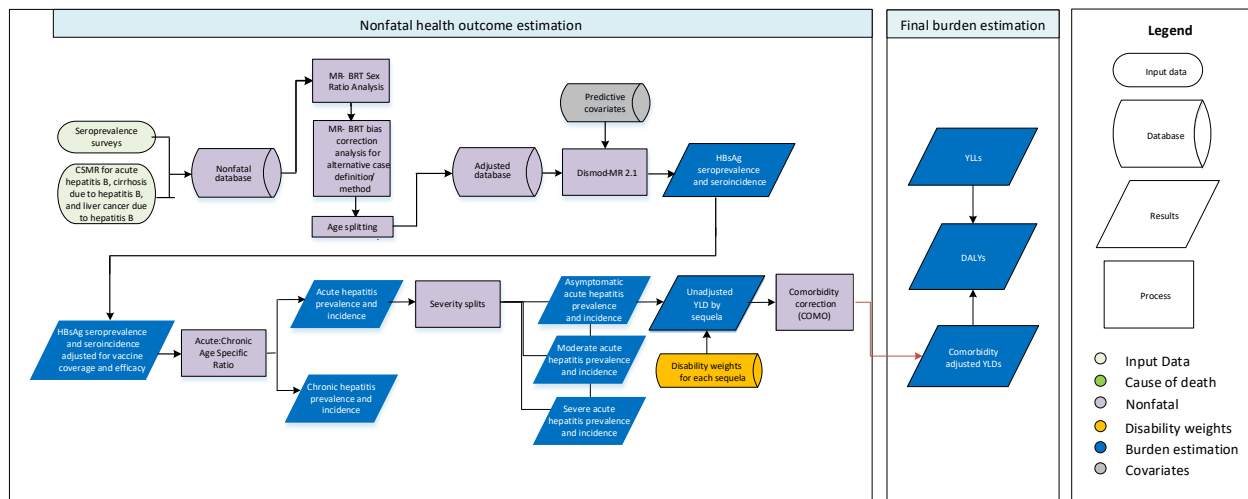 Nonfatal health outcome estimation
Final burden estimation
Legend
Seroprevalence
surveys
CSMR for acute
hepatitis B, cirrhosis
due to hepatitis B,
and liver cancer due
to hepatitis B
Nonfatal
database
MR- BRT Sex
Ratio Analysis
MR- BRT bias
correction
analysis for
alternative case
definition/
method
Age splitting
Adjusted
database
Predictive
covariates
Dismod-MR 2.1
HBsAg
seroprevalence
and seroincidence
HBsAg seroprevalence
and seroincidence
adjusted for vaccine
coverage and efficacy
Acute:Chronic
Age Specific
Ratio
Acute hepatitis
prevalence and
incidence
Chronic hepatitis
prevalence and
incidence
Severity splits
Asymptomatic
acute hepatitis
prevalence and
incidence
Moderate acute
hepatitis prevalence
and incidence
Severe acute
hepatitis prevalence
and incidence
Unadjusted
YLD by
sequela
Disability weights
for each sequela
Comorbidity
correction
(COMO)
YLLs
DALYs
Comorbidity
adjusted YLDs
Input data
Database
Results
Process
Input Data
Cause of death
Nonfatal
Disability weights
Burden estimation
Covariates